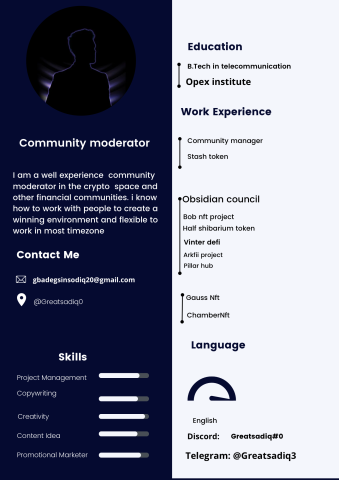 Community moderator
I am a well experience community
moderator in the crypto space and
other financial communities. i know
how to work with people to create a
winning environment and flexible to
work in most timezone
Contact Me
gbadegsinsodiq20@gmail.com
@Greatsadiq0
Skills
Project Management
Copywriting
Creativity
Content Idea
Promotional Marketer
Education
B.Tech in telecommunication
Opex institute
Work Experience
Community manager
Stash token
Obsidian council
Bob nft project
Half shibarium token
Vinter defi
Arkfii project
Pillar hub
Gauss Nft
ChamberNft
Language
English
Discord: Greatsadiq#0
Telegram: @Greatsadiq3